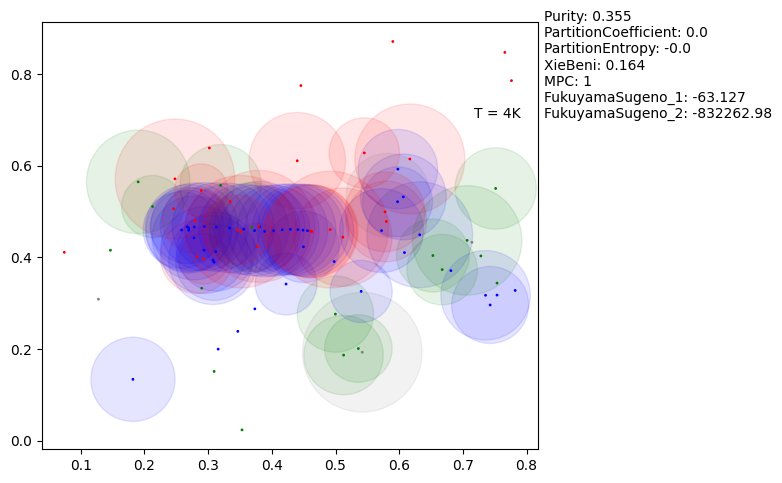 Purity: 0.355
PartitionCoefficient: 0.0
PartitionEntropy: -0.0
XieBeni: 0.164
MPC: 1
FukuyamaSugeno_1: -63.127
FukuyamaSugeno_2: -832262.98
T = 4K
0.8
0.6
0.4
0.2
0.0
0.1 0.2 0.3 0.4 0.5 0.6 0.7 0.8